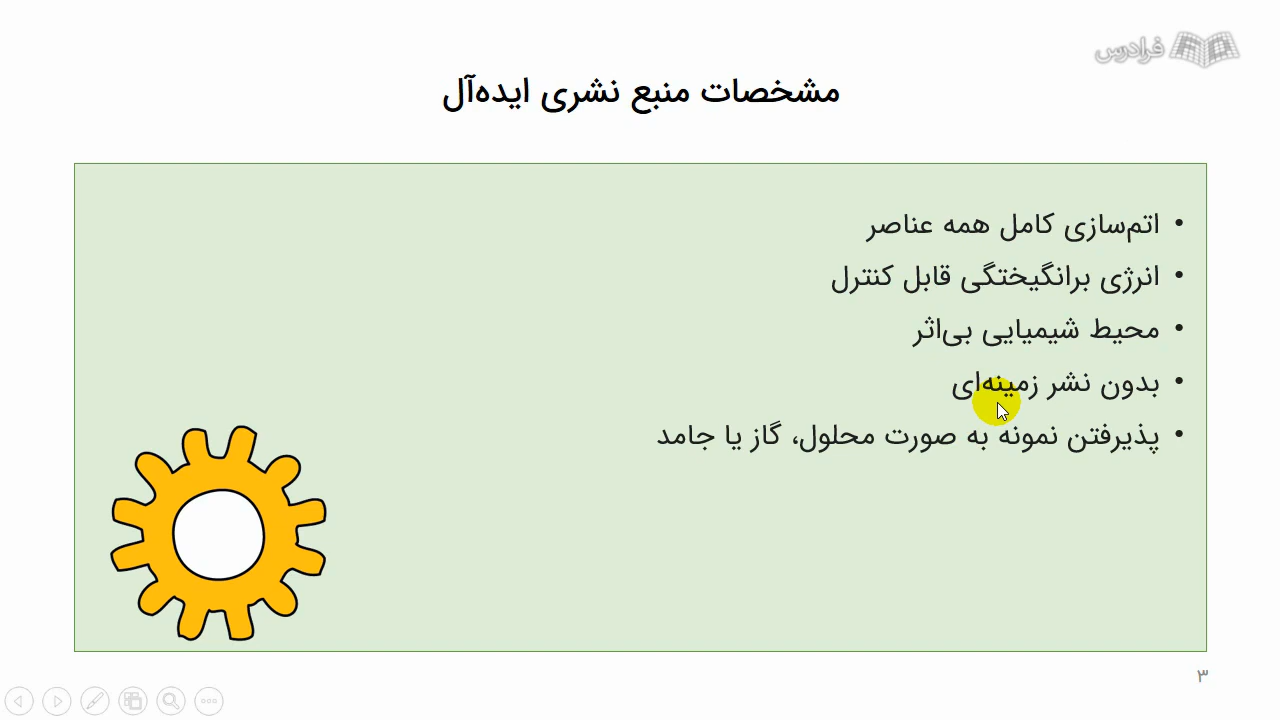 فرادرس
مشخصات منبع نشری ایده‌آل
• اتم‌سازی کامل همه عناصر
• انرژی برانگیختگی قابل کنترل
• محیط شیمیایی بی‌اثر
• بدون نشر زمینه‌ای
• پذیرفتن نمونه به صورت محلول، گاز یا جامد
۳